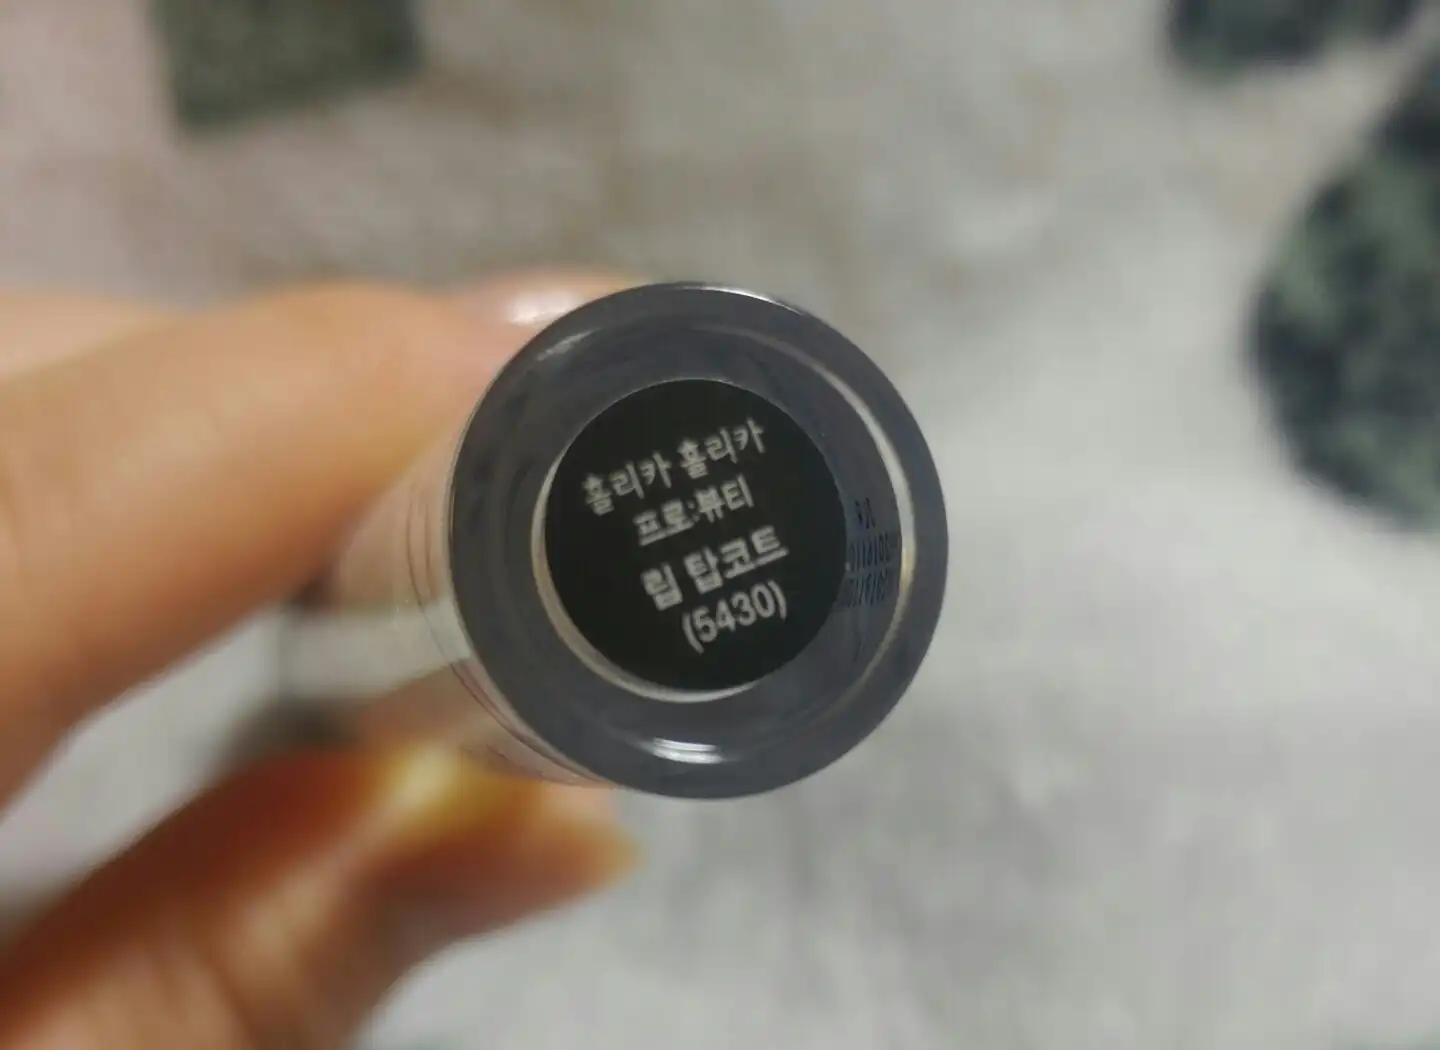 홀리카 홀리카
프로:뷰티
립 탑코트
(5430)